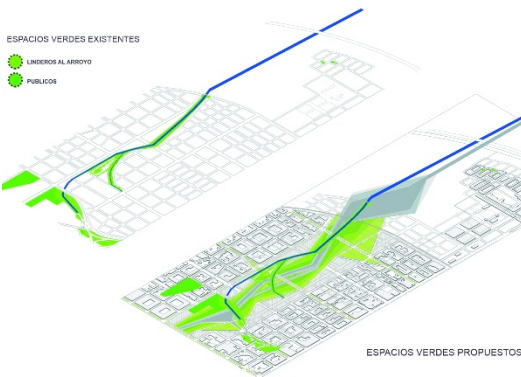 ESPACIOS VERDES EXISTENTES
LINDEROS AL ARROYO
PUBLICOS
ESPACIOS VERDES PROPUESTOS